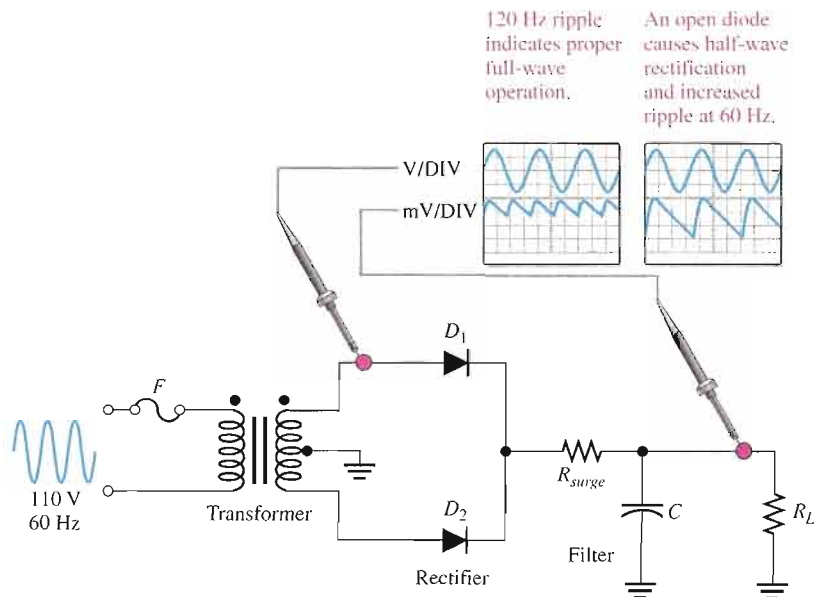 120 Hz ripple
indicates proper
full-wave
operation.
An open diode
causes half-wave
rectification
and increased
ripple at 60 Hz.
V/DIV
mV/DIV
D1
F
110 V
60 Hz
Transformer
D2
Rectifier
Rsurge
C
Filter
RL